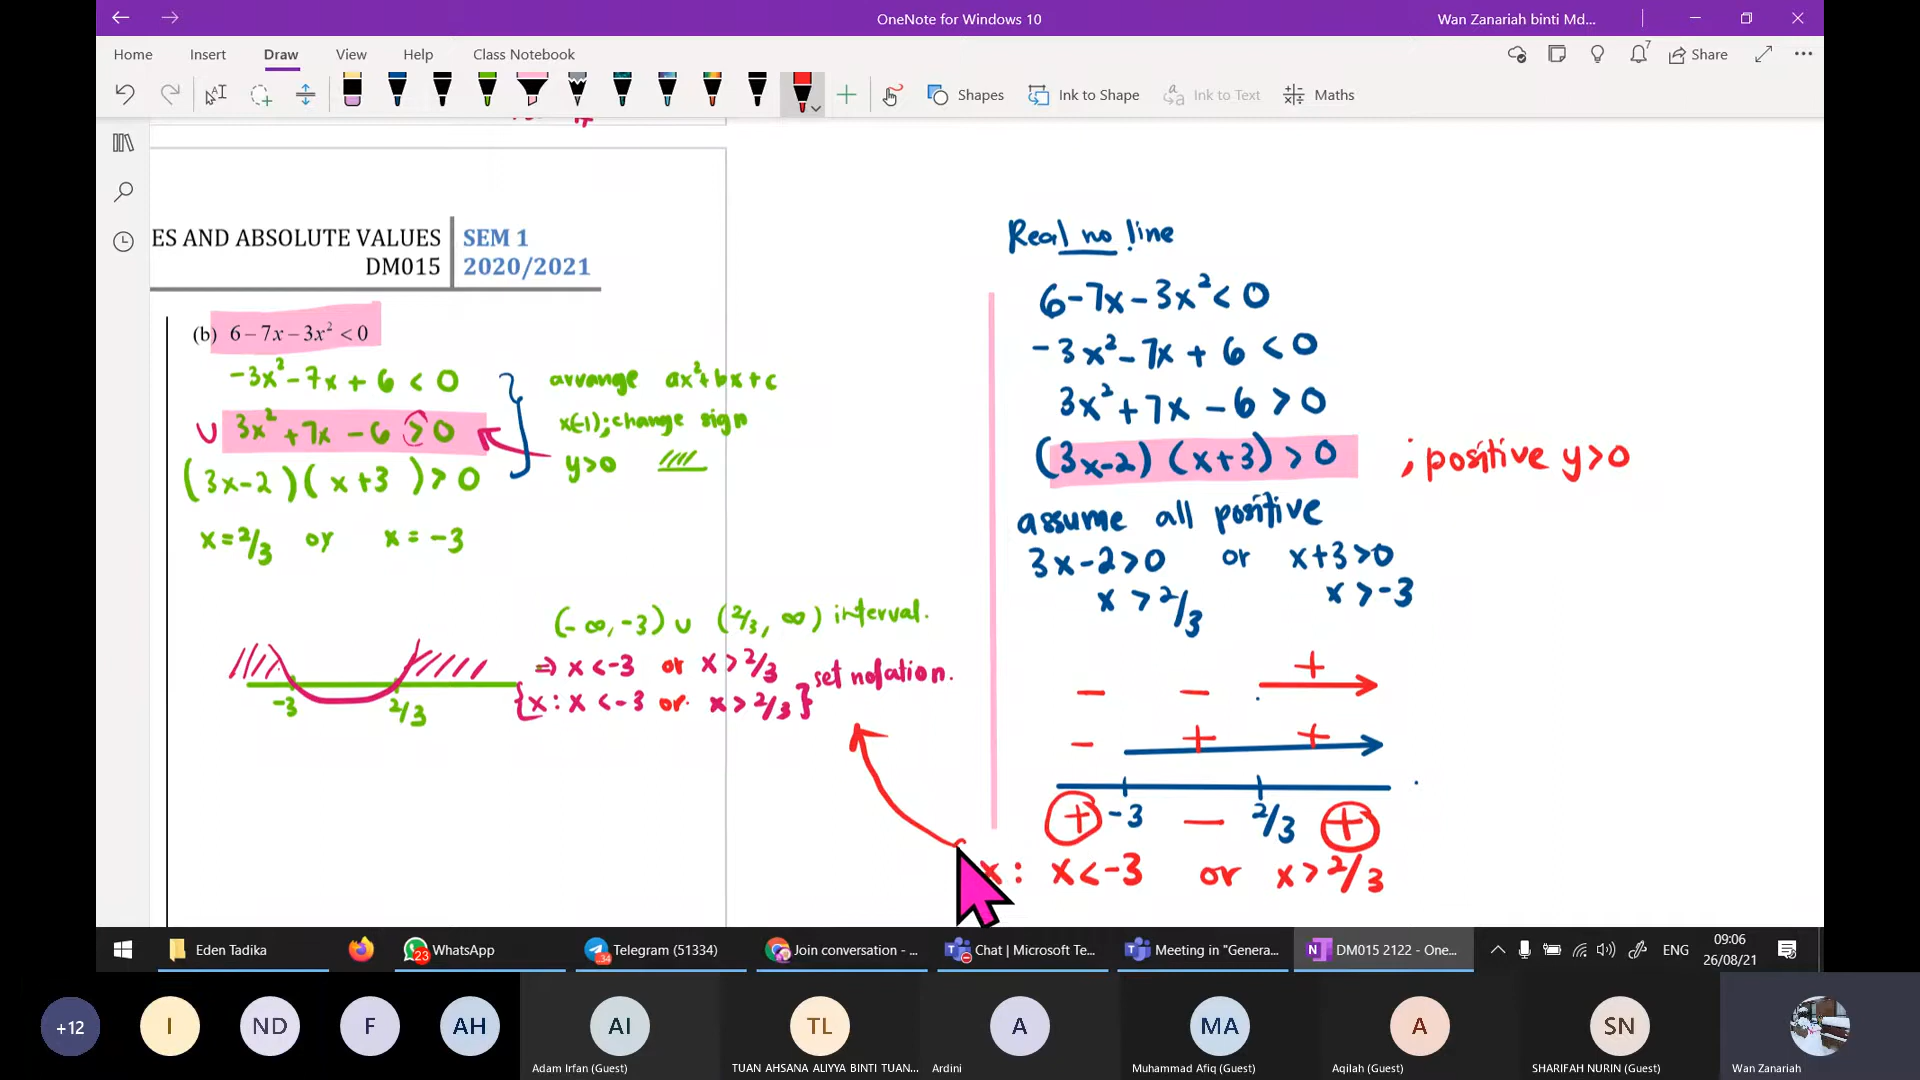 OneNote for Windows 10
Wan Zanariah binti Md...
Home Insert Draw View Help Class Notebook
7
Share
Shapes Ink to Shape Ink to Text Maths
ES AND ABSOLUTE VALUES
DM015
SEM 1
2020/2021
(b) 6 – 7x – 3x² < 0
-3x² - 7x + 6 < 0
∪ 3x² + 7x - 6 > 0
(3x-2)(x+3) > 0
x = 2/3 or x = -3
arrange ax²+bx+c
x(-1); change sign
y>0
-3 2/3
(-∞, -3) ∪ (2/3, ∞) interval.
⇒ x < -3 or x > 2/3
{x : x < -3 or x > 2/3} set notation.
Real no line
6-7x-3x² < 0
-3x²-7x + 6 < 0
3x²+7x - 6 > 0
(3x-2)(x+3) > 0 ; positive y>0
assume all positive
3x-2>0 or x+3>0
x > 2/3 x > -3
- - +
- + +
+ -3 - 2/3 +
x : x < -3 or x > 2/3
Eden Tadika
23 WhatsApp
34 Telegram (51334)
Join conversation - ...
Chat | Microsoft Te...
Meeting in "Genera...
DM015 2122 - One...
ENG
09:06
26/08/21
+12
I
ND
F
AH
AI
Adam Irfan (Guest)
TL
TUAN AHSANA ALIYYA BINTI TUAN...
A
Ardini
MA
Muhammad Afiq (Guest)
A
Aqilah (Guest)
SN
SHARIFAH NURIN (Guest)
Wan Zanariah